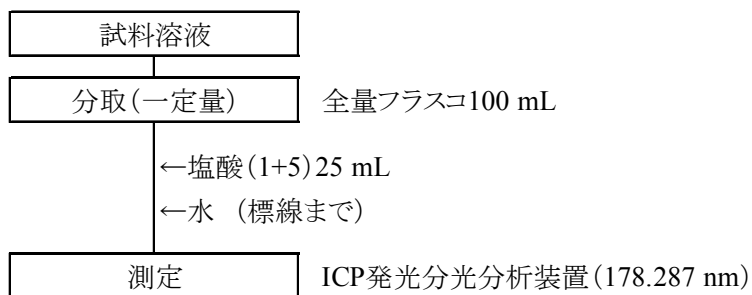 試料溶液
分取(一定量) 全量フラスコ100 mL
←塩酸(1+5)25 mL
←水 (標線まで)
測定 ICP発光分光分析装置(178.287 nm)